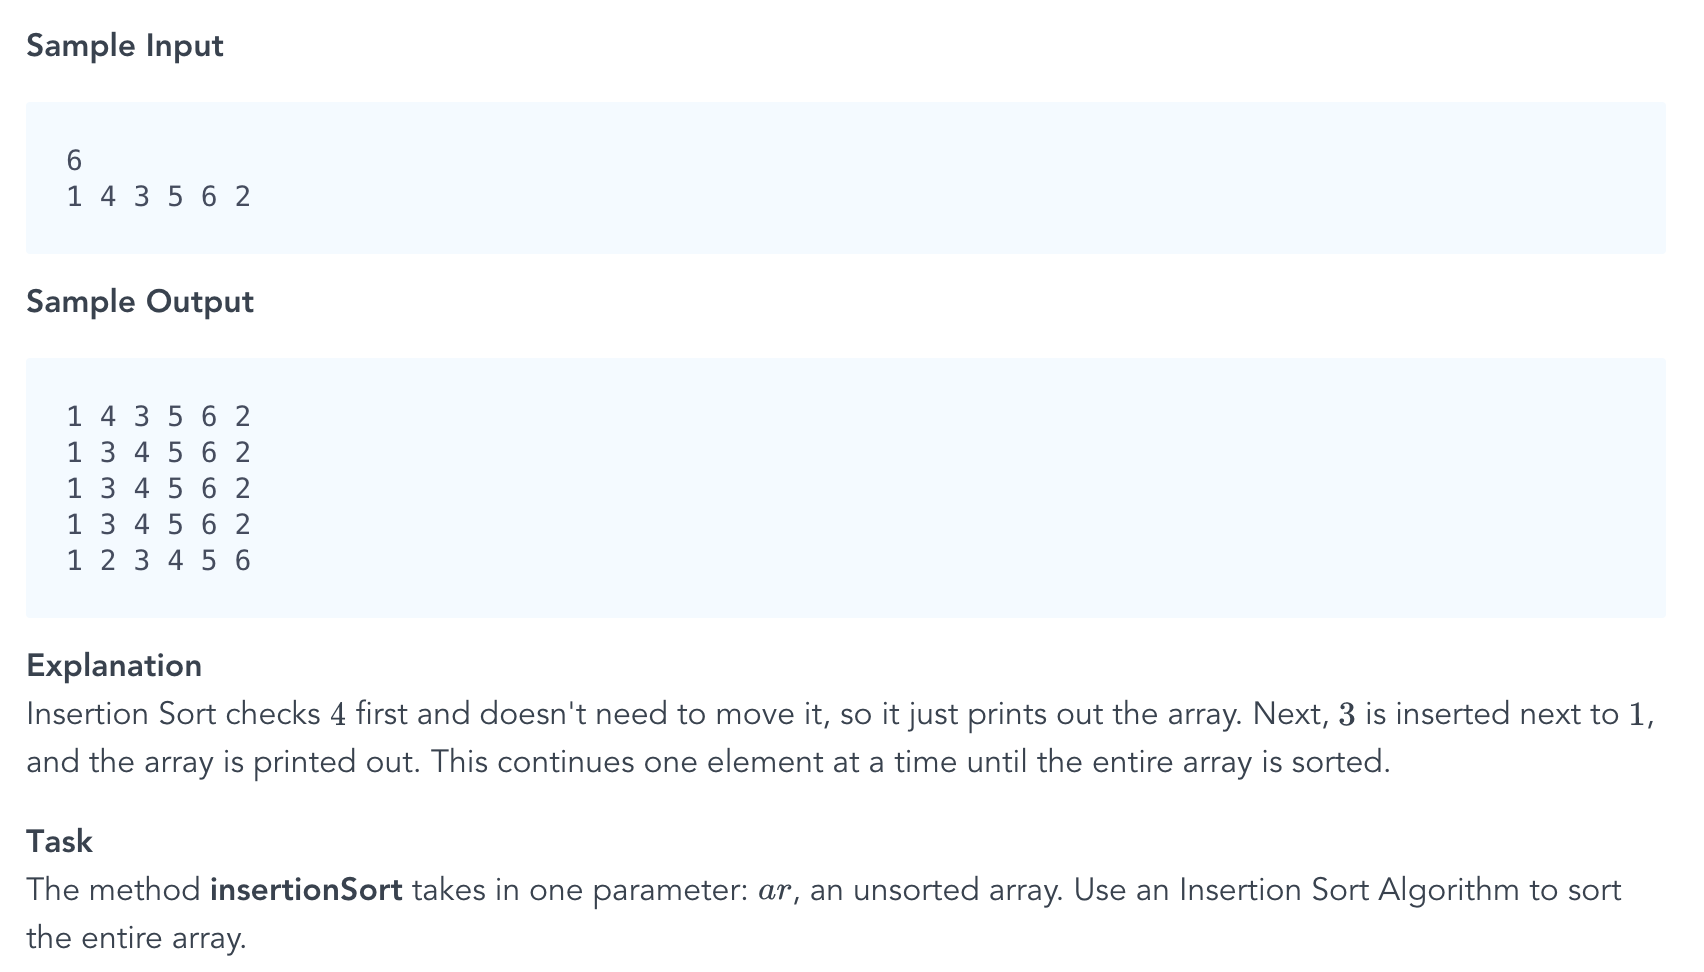 Sample Input
6
1 4 3 5 6 2
Sample Output
1 4 3 5 6 2
1 3 4 5 6 2
1 3 4 5 6 2
1 3 4 5 6 2
1 2 3 4 5 6
Explanation
Insertion Sort checks 4 first and doesn't need to move it, so it just prints out the array. Next, 3 is inserted next to 1,
and the array is printed out. This continues one element at a time until the entire array is sorted.
Task
The method insertionSort takes in one parameter: ar, an unsorted array. Use an Insertion Sort Algorithm to sort
the entire array.